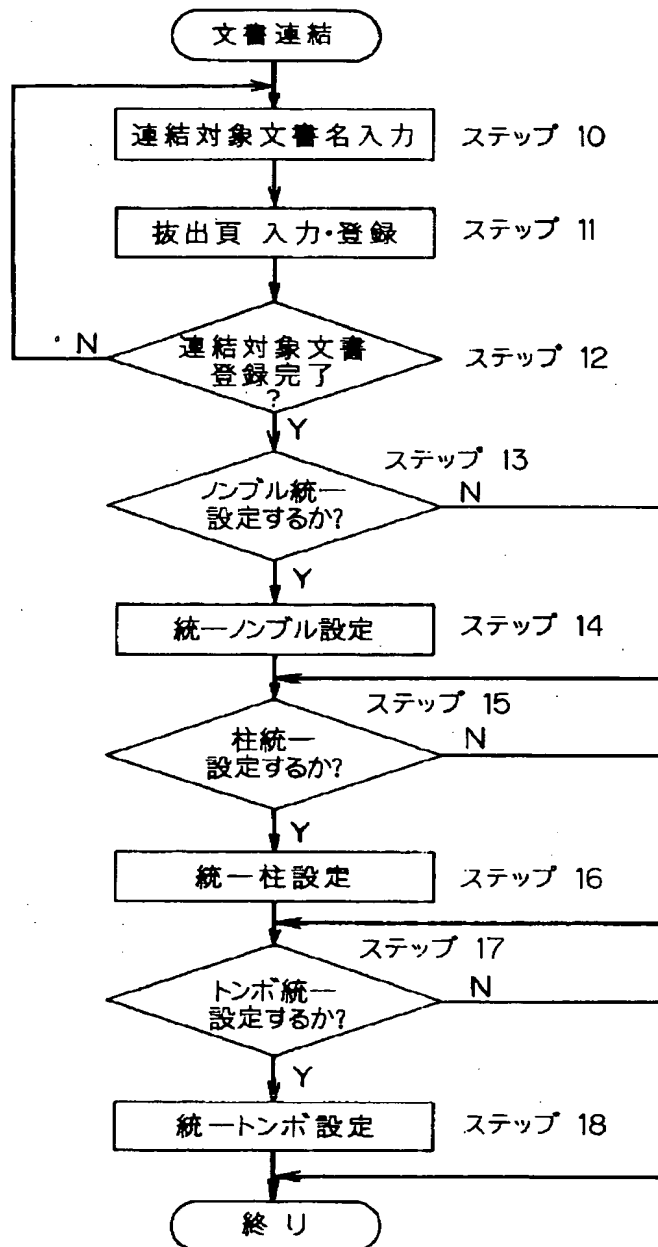 文書連結
連結対象文書名入力 ステップ 10
抜出頁 入力・登録 ステップ 11
N
連結対象文書
登録完了
?
ステップ 12
Y
ステップ 13
ノンブル統一
設定するか?
N
Y
統一ノンブル設定 ステップ 14
ステップ 15
柱統一
設定するか?
N
Y
統一柱設定 ステップ 16
ステップ 17
トンボ統一
設定するか?
N
Y
統一トンボ設定 ステップ 18
終り